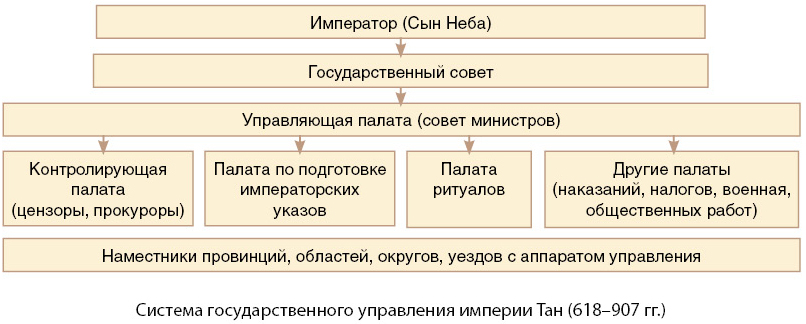 Император (Сын Неба)
Государственный совет
Управляющая палата (совет министров)
Контролирующая
палата
(цензоры, прокуроры)
Палата по подготовке
императорских
указов
Палата
ритуалов
Другие палаты
(наказаний, налогов, военная,
общественных работ)
Наместники провинций, областей, округов, уездов с аппаратом управления
Система государственного управления империи Тан (618–907 гг.)